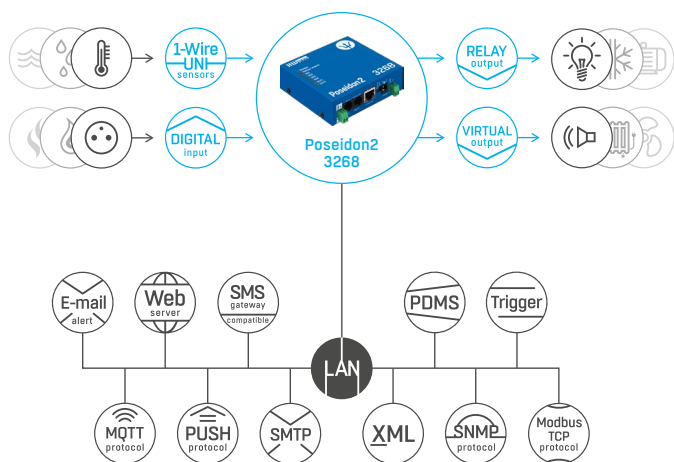 1-Wire
UNI
sensors
Poseidon2
3268
RELAY
output
DIGITAL
input
Poseidon2
3268
VIRTUAL
output
E-mail
alert
Web
server
SMS
gateway
compatible
PDMS
Trigger
LAN
MQTT
protocol
PUSH
protocol
SMTP
XML
SNMP
protocol
Modbus
TCP
protocol